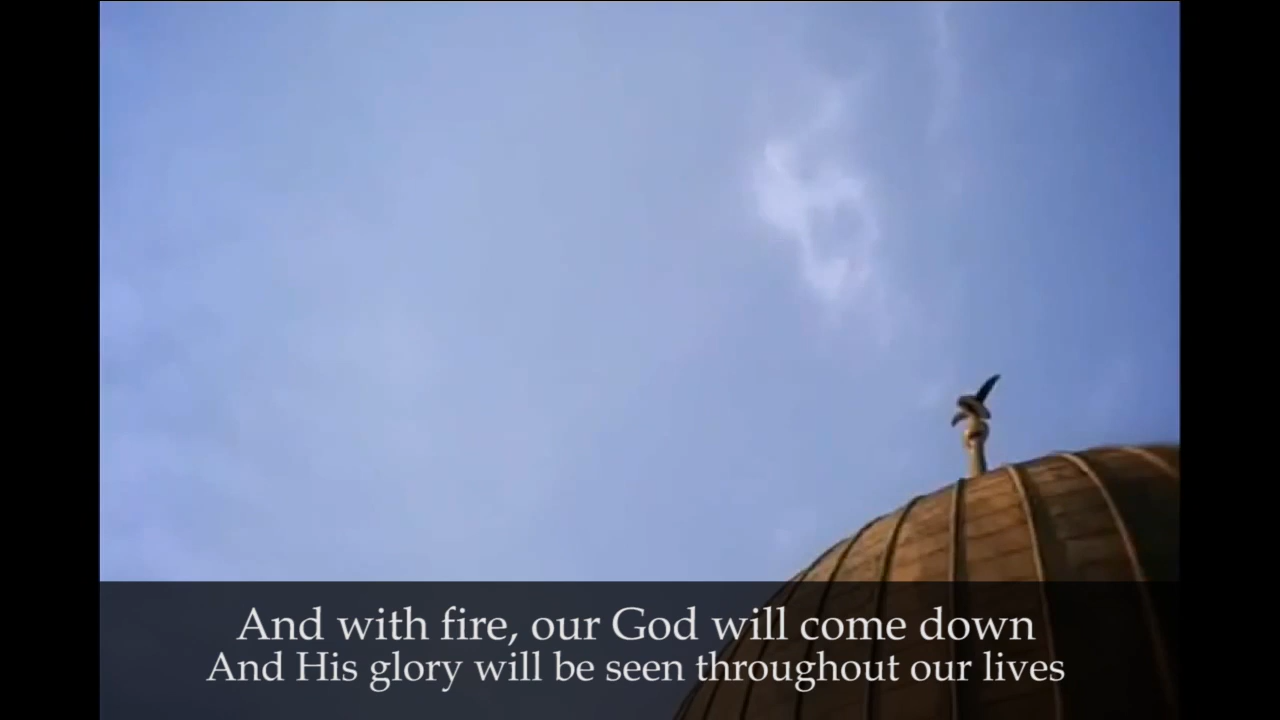 And with fire, our God will come down
And His glory will be seen throughout our lives